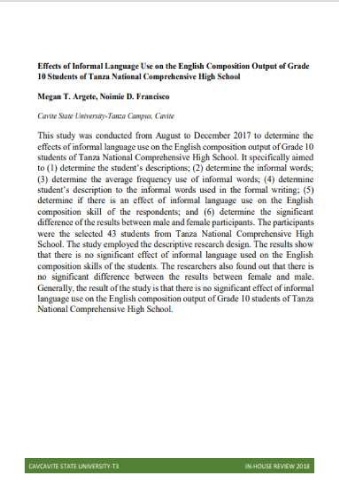 Effects of Informal Language Use on the English Composition Output of Grade
10 Students of Tanza National Comprehensive High School
Megan T. Argete, Noimie D. Francisco
Cavite State University-Tanza Campus, Cavite
This study was conducted from August to December 2017 to determine the
effects of informal language use on the English composition output of Grade 10
students of Tanza National Comprehensive High School. It specifically aimed
to (1) determine the student's descriptions; (2) determine the informal words;
(3) determine the average frequency use of informal words; (4) determine
student's description to the informal words used in the formal writing; (5)
determine if there is an effect of informal language use on the English
composition skill of the respondents; and (6) determine the significant
difference of the results between male and female participants. The participants
were the selected 43 students from Tanza National Comprehensive High
School. The study employed the descriptive research design. The results show
that there is no significant effect of informal language used on the English
composition skills of the students. The researchers also found out that there is
no significant difference between the results between female and male.
Generally, the result of the study is that there is no significant effect of informal
language use on the English composition output of Grade 10 students of Tanza
National Comprehensive High School.
CAVCAVITE STATE UNIVERSITY-T3 IN-HOUSE REVIEW 2018